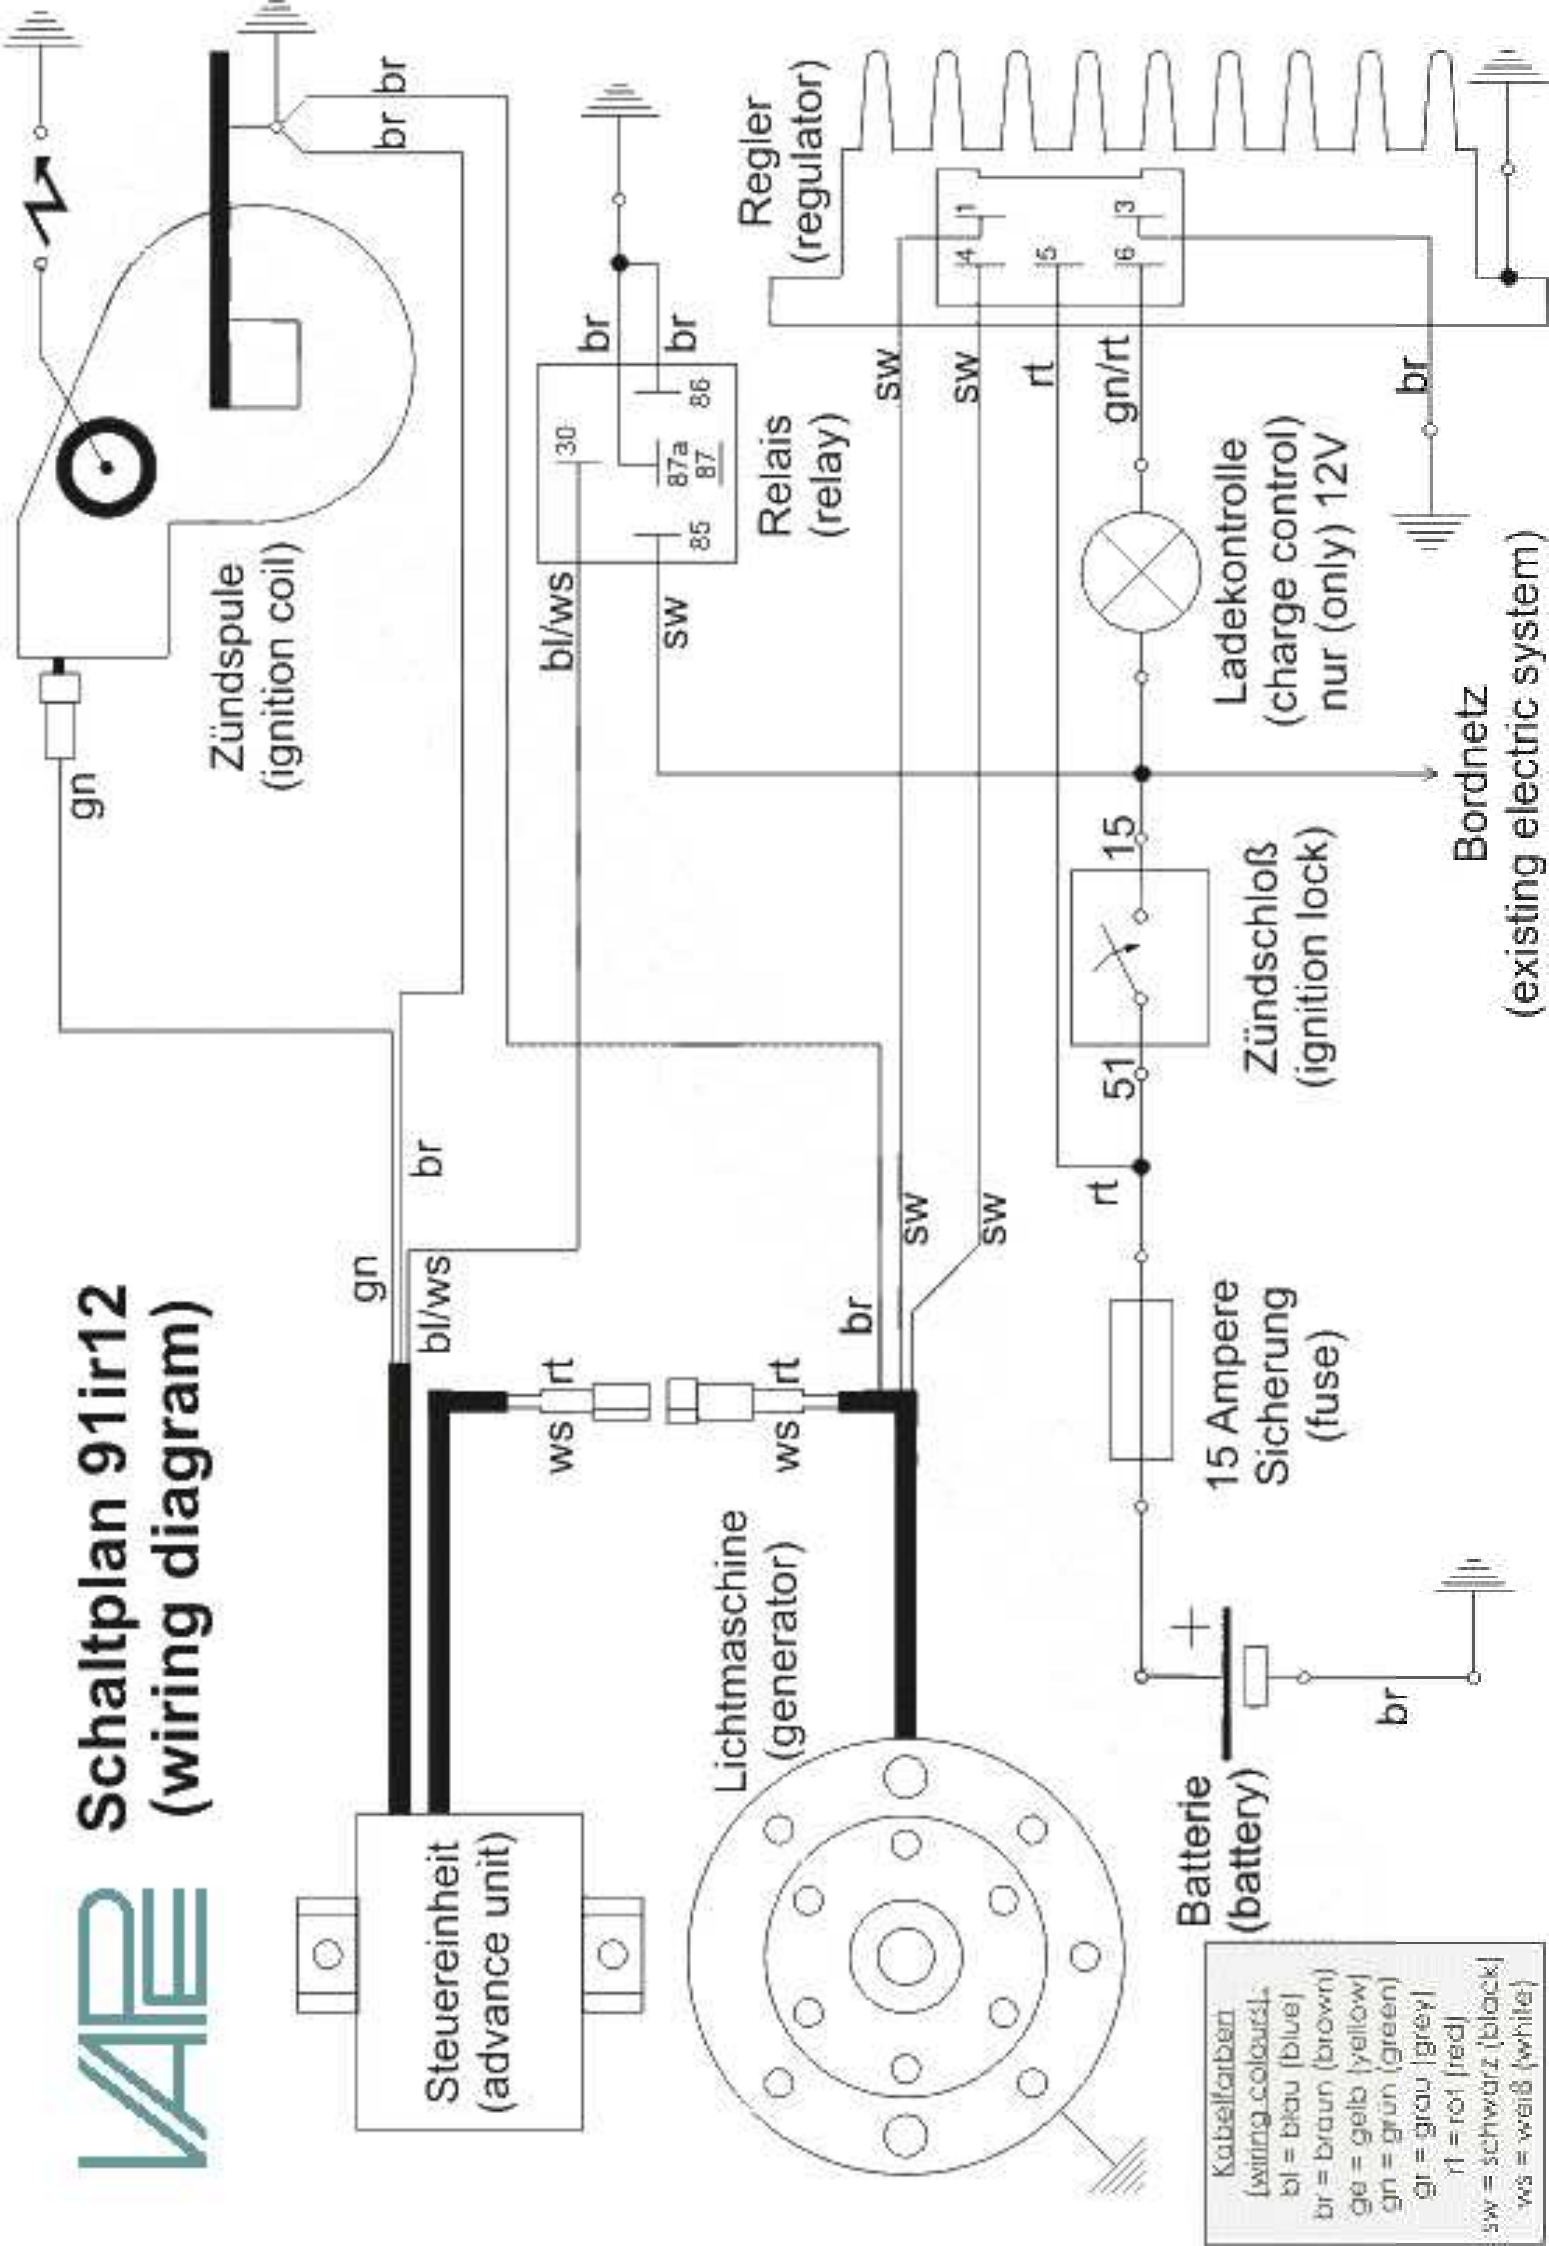 VAPE
Schaltplan 91ir12
(wiring diagram)
gn
Zündspule
(ignition coil)
br
br
gn
br
bl/ws
Steuereinheit
(advance unit)
ws
rt
ws
rt
br
bl/ws
sw
30
87a
87
85
86
br
br
Relais
(relay)
Lichtmaschine
(generator)
sw
sw
sw
sw
rt
gn/rt
br
Regler
(regulator)
1
4
5
3
6
Batterie
(battery)
+
br
15 Ampere
Sicherung
(fuse)
rt
51
15
Zündschloß
(ignition lock)
Ladekontrolle
(charge control)
nur (only) 12V
Bordnetz
(existing electric system)
Kabelfarben
(wiring colours):
bl = blau (blue)
br = braun (brown)
ge = gelb (yellow)
gn = grün (green)
gr = grau (grey)
rt = rot (red)
sw = schwarz (black)
ws = weiß (white)